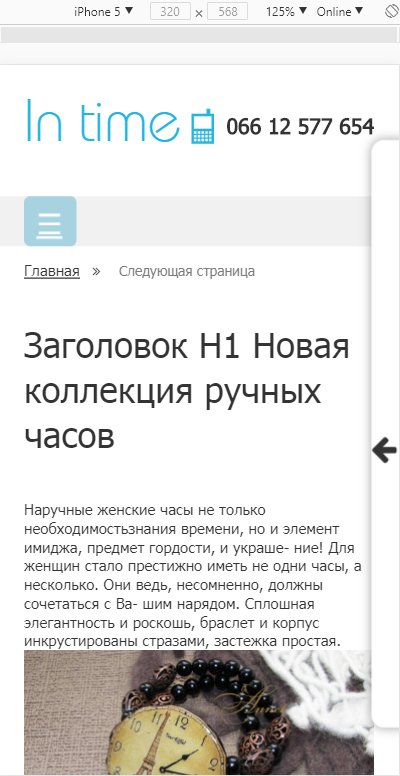 iPhone 5 ▼ 320 × 568 125% ▼ Online ▼
In time 066 12 577 654
☰
Главная » Следующая страница
Заголовок H1 Новая
коллекция ручных
часов
Наручные женские часы не только
необходимостьзнания времени, но и элемент
имиджа, предмет гордости, и украше- ние! Для
женщин стало престижно иметь не одни часы, а
несколько. Они ведь, несомненно, должны
сочетаться с Ва- шим нарядом. Сплошная
элегантность и роскошь, браслет и корпус
инкрустированы стразами, застежка простая.